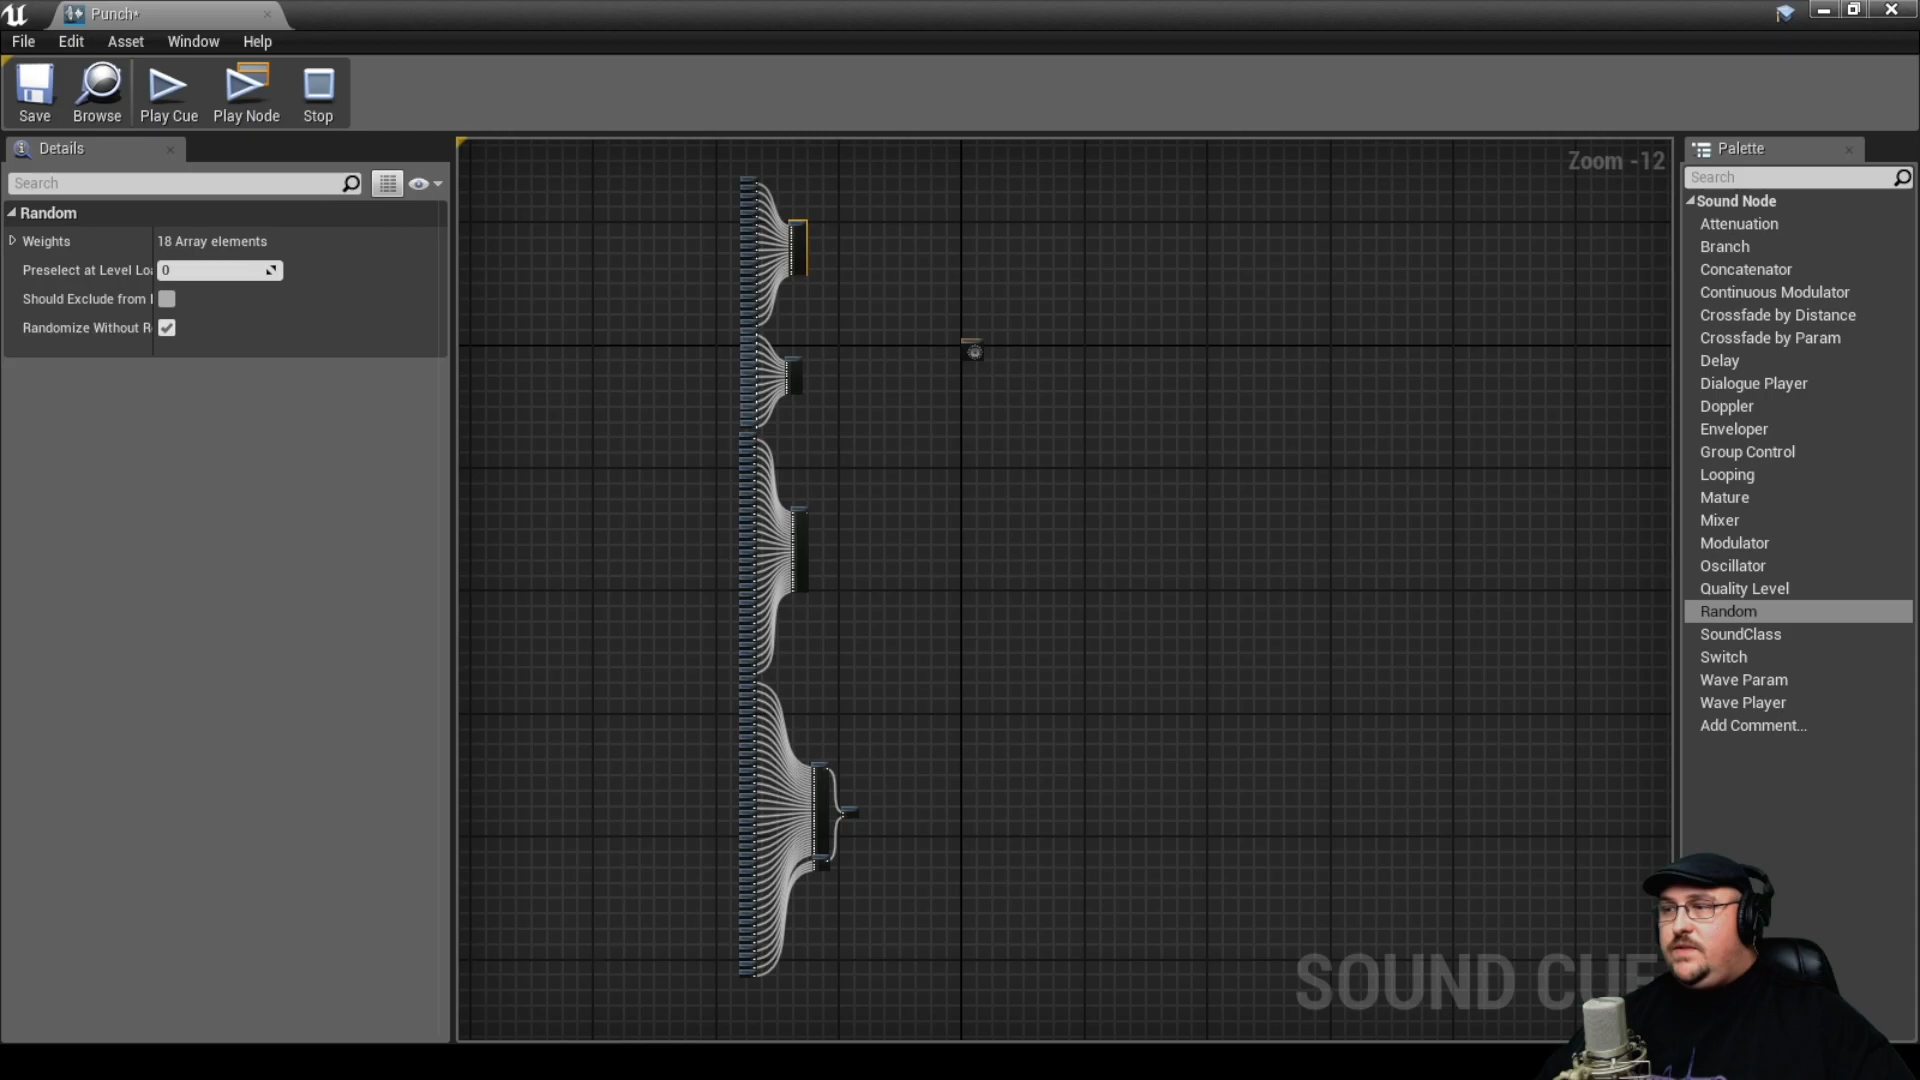 Punch*
File Edit Asset Window Help
Save Browse Play Cue Play Node Stop
Details
Search
Random
Weights 18 Array elements
Preselect at Level Loa 0
Should Exclude from
Randomize Without R
Zoom -12
SOUND CUE
Palette
Search
Sound Node
Attenuation
Branch
Concatenator
Continuous Modulator
Crossfade by Distance
Crossfade by Param
Delay
Dialogue Player
Doppler
Enveloper
Group Control
Looping
Mature
Mixer
Modulator
Oscillator
Quality Level
Random
SoundClass
Switch
Wave Param
Wave Player
Add Comment...